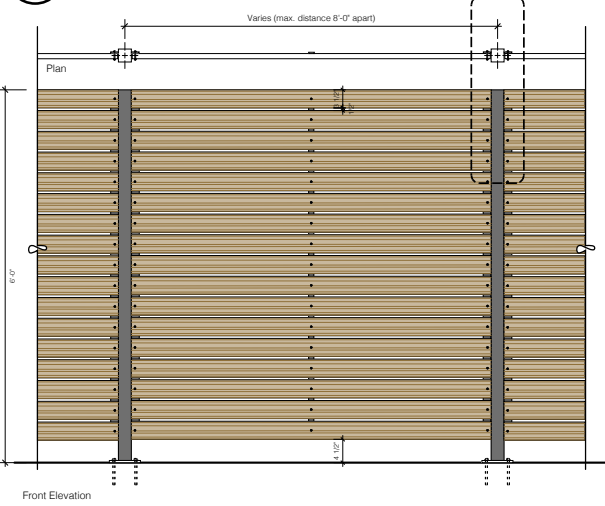 Varies (max. distance 8'-0" apart)
Plan
6'-0"
4 1/2"
Front Elevation